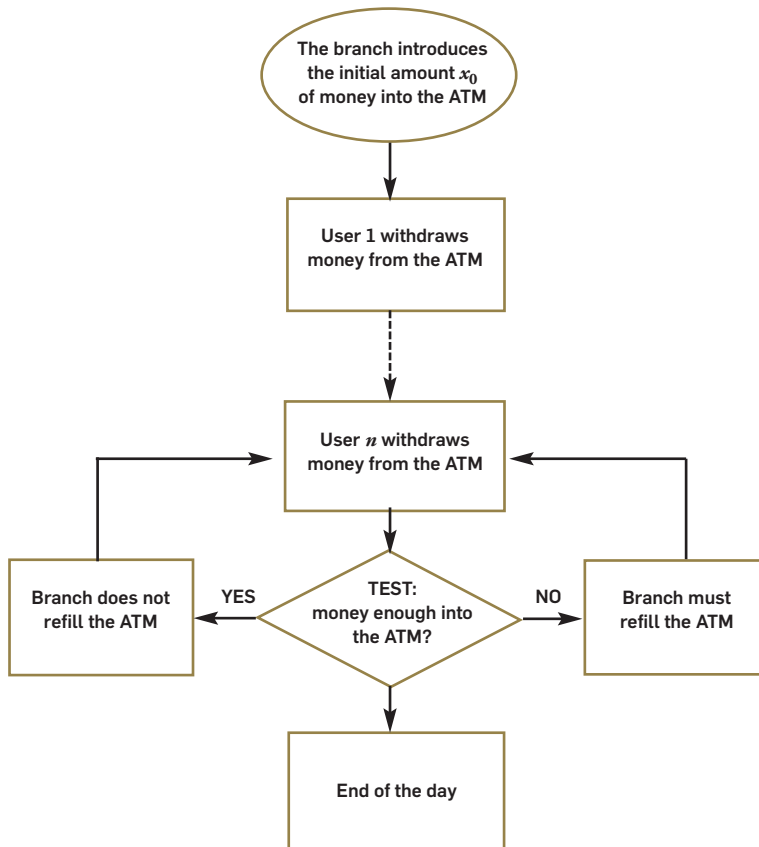 The branch introduces
the initial amount x₀
of money into the ATM
User 1 withdraws
money from the ATM
User n withdraws
money from the ATM
Branch does not
refill the ATM
YES
TEST:
money enough into
the ATM?
NO
Branch must
refill the ATM
End of the day